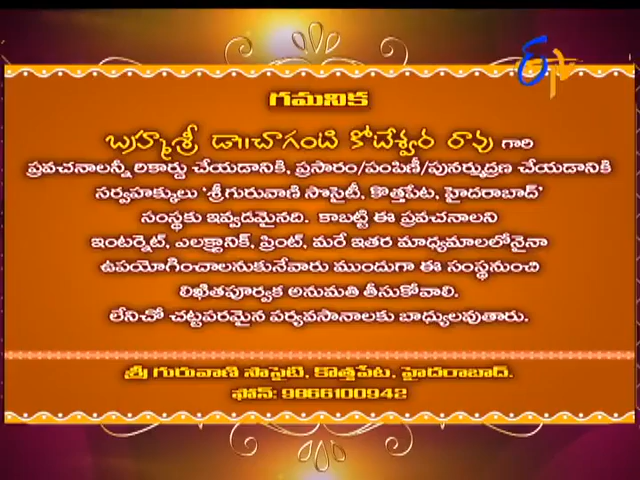 ETV
గమనిక
బ్రహ్మశ్రీ డా॥చాగంటి కోటేశ్వర రావు గారి
ప్రవచనాలన్నీ రికార్డు చేయడానికి, ప్రసారం/పంపిణీ/పునర్ముద్రణ చేయడానికి
సర్వహక్కులు 'శ్రీగురువాణి సొసైటీ, కొత్తపేట, హైదరాబాద్'
సంస్థకు ఇవ్వడమైనది. కాబట్టి ఈ ప్రవచనాలని
ఇంటర్నెట్, ఎలక్ట్రానిక్, ప్రింట్, మరే ఇతర మాధ్యమాలలోనైనా
ఉపయోగించాలనుకునేవారు ముందుగా ఈ సంస్థనుంచి
లిఖితపూర్వక అనుమతి తీసుకోవాలి.
లేనిచో చట్టపరమైన పర్యవసానాలకు బాధ్యులవుతారు.
శ్రీ గురువాణి సొసైటి, కొత్తపేట, హైదరాబాద్.
ఫోన్: 9866100942